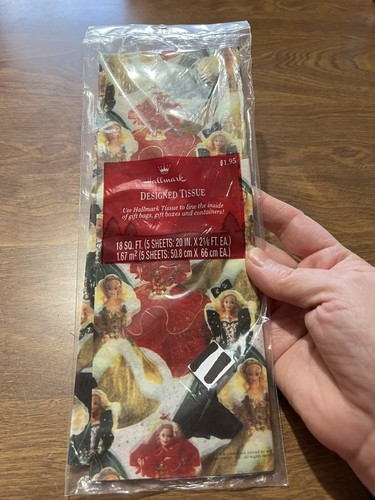 Hallmark
$1.95
DESIGNED TISSUE
Use Hallmark Tissue to line the inside
of gift bags, gift boxes and containers!
18 SQ. FT. (5 SHEETS: 20 IN. X 2 1/6 FT. EA.)
1.67 m² (5 SHEETS: 50.8 cm X 66 cm EA.)